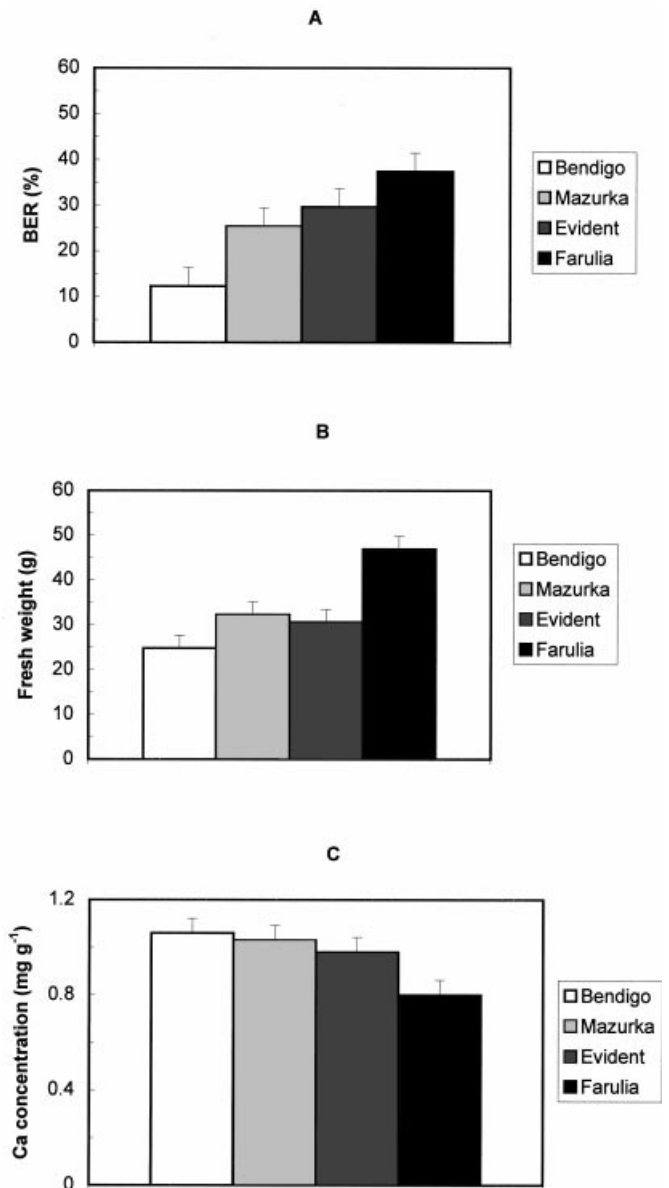 A
60
50
40
30
20
10
0
BER (%)
Bendigo
Mazurka
Evident
Farulia
B
60
50
40
30
20
10
0
Fresh weight (g)
Bendigo
Mazurka
Evident
Farulia
C
1.2
0.8
0.4
0
Ca concentration (mg g⁻¹)
Bendigo
Mazurka
Evident
Farulia